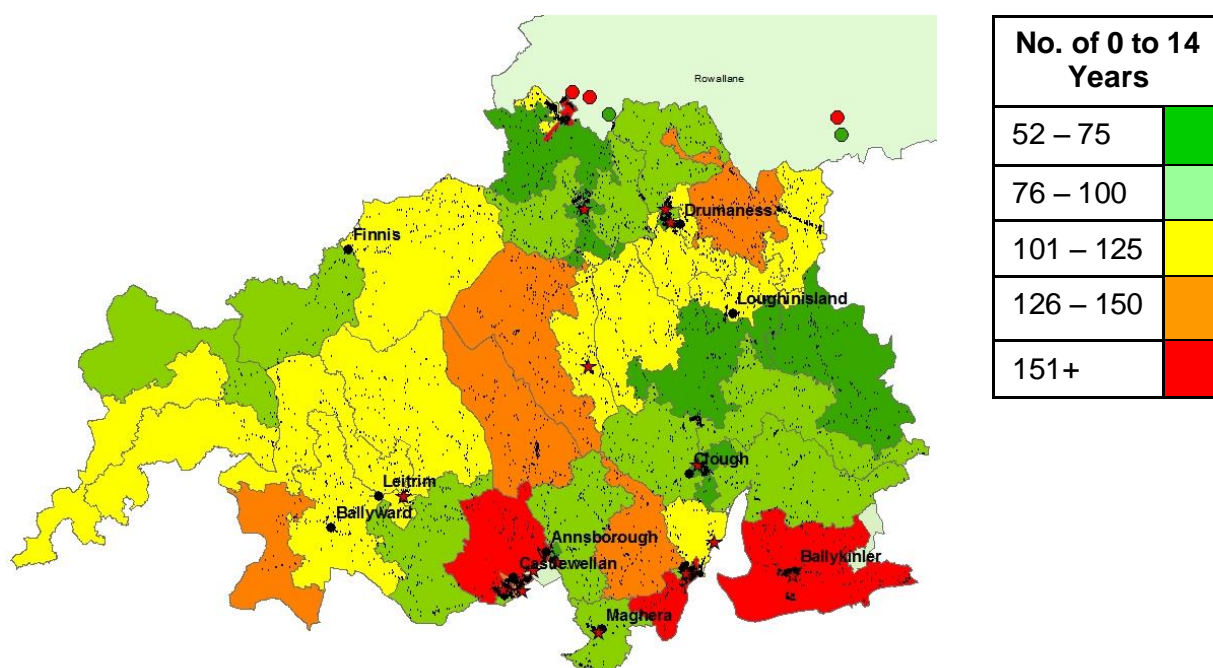 Rowallane
Drumaness
Finnis
Loughinisland
Clough
Leitrim
Ballyward
Annsborough
Castlewellan
Ballykinler
Maghera
No. of 0 to 14
Years
52 – 75
76 – 100
101 – 125
126 – 150
151+